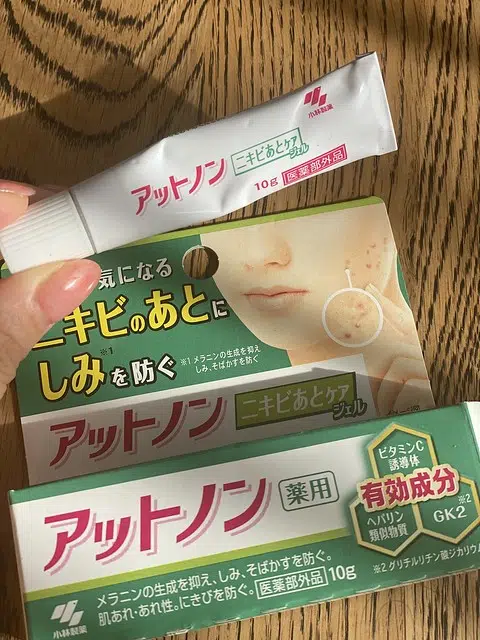 小林製薬
アットノン
ニキビあとケア
ジェル
10g 医薬部外品
気になる
ニキビのあとに
しみ※1を防ぐ
※1 メラニンの生成を抑え
しみ、そばかすを防ぐ
アットノン
ニキビあとケア
ジェル
アットノン
薬用
ビタミンC
誘導体
有効成分
ヘパリン
類似物質
GK2※2
※2 グリチルリチン酸ジカリウム
メラニンの生成を抑え、しみ、そばかすを防ぐ。
肌あれ・あれ性。にきびを防ぐ。 医薬部外品 10g
小林製薬